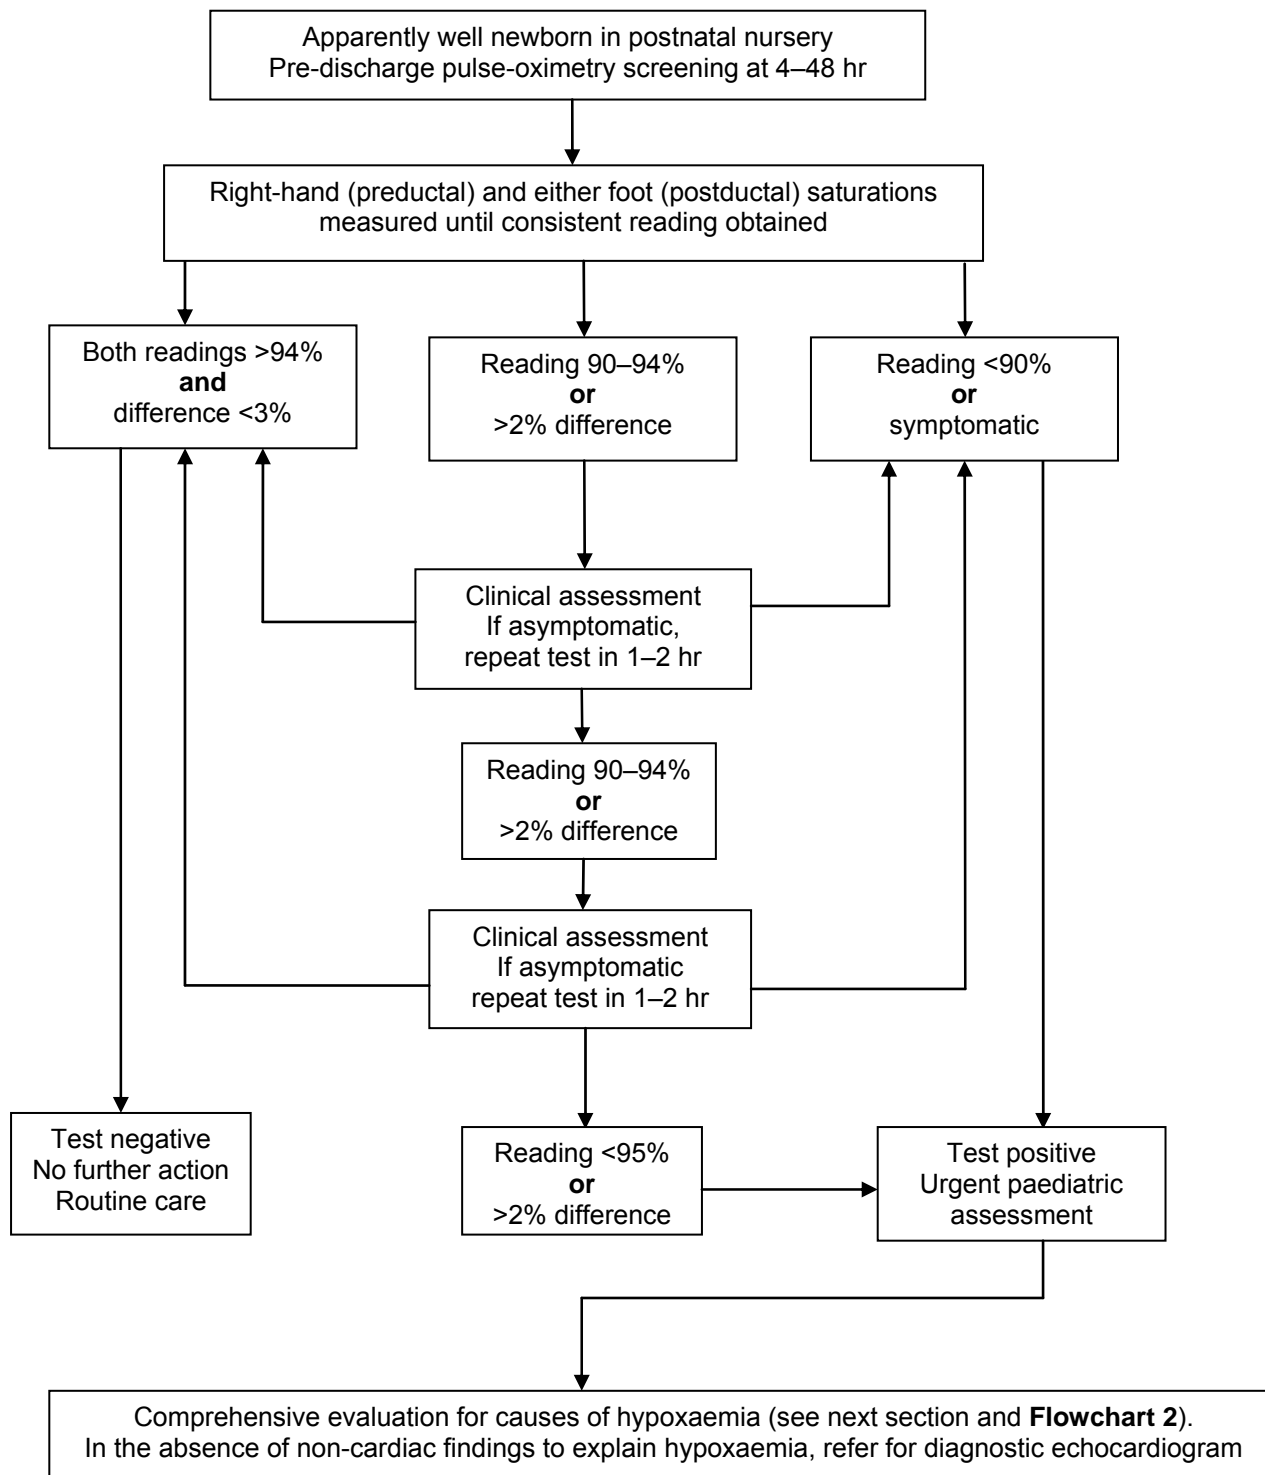 Apparently well newborn in postnatal nursery
Pre-discharge pulse-oximetry screening at 4–48 hr
Right-hand (preductal) and either foot (postductal) saturations
measured until consistent reading obtained
Both readings >94%
and
difference <3%
Reading 90–94%
or
>2% difference
Reading <90%
or
symptomatic
Clinical assessment
If asymptomatic,
repeat test in 1–2 hr
Reading 90–94%
or
>2% difference
Clinical assessment
If asymptomatic
repeat test in 1–2 hr
Test negative
No further action
Routine care
Reading <95%
or
>2% difference
Test positive
Urgent paediatric
assessment
Comprehensive evaluation for causes of hypoxaemia (see next section and Flowchart 2).
In the absence of non-cardiac findings to explain hypoxaemia, refer for diagnostic echocardiogram